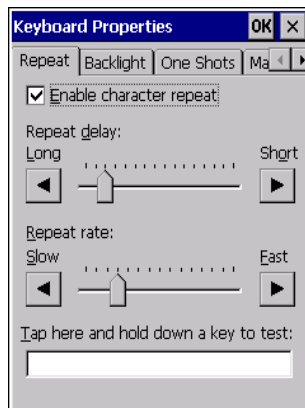 Keyboard Properties OK
Repeat Backlight One Shots Ma
Enable character repeat
Repeat delay:
Long Short
Repeat rate:
Slow Fast
Tap here and hold down a key to test: